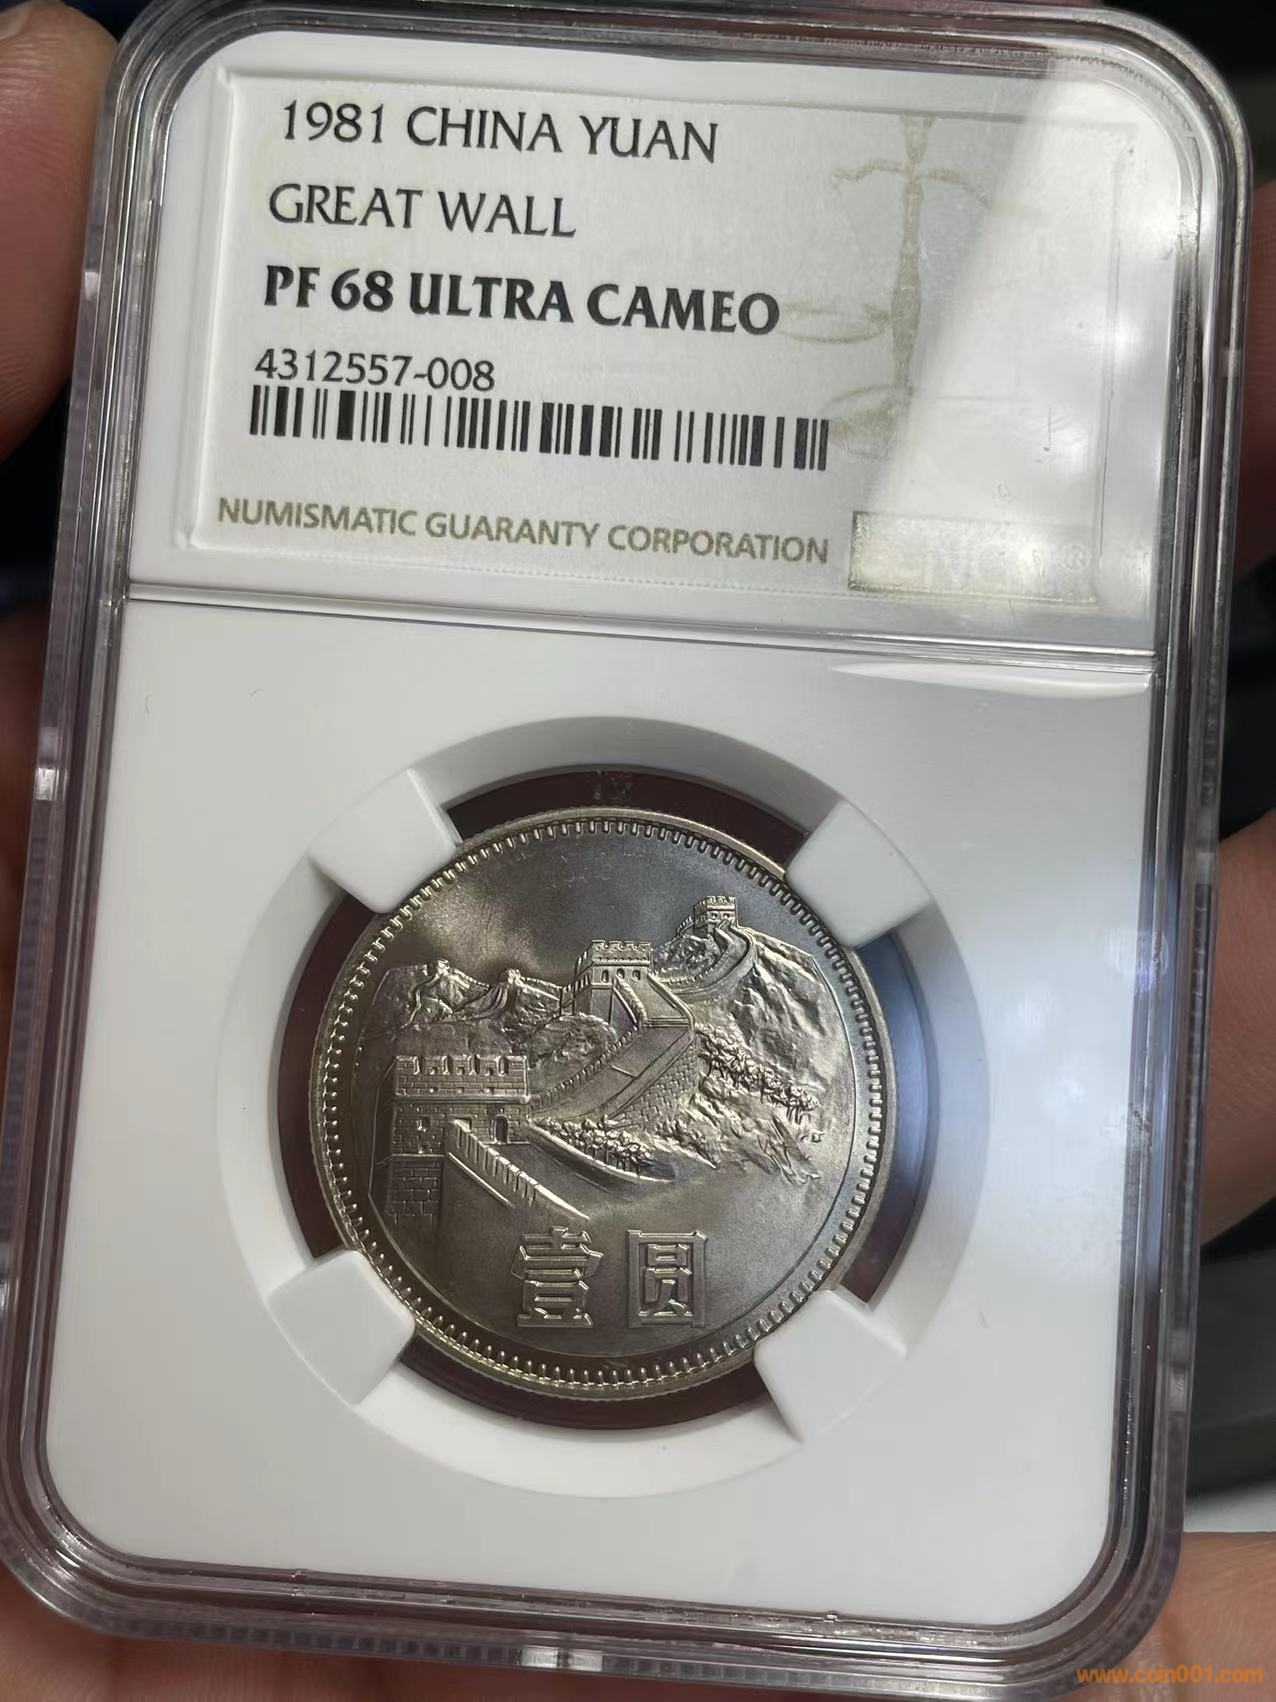 1981 CHINA YUAN
GREAT WALL
PF 68 ULTRA CAMEO
4312557-008
NUMISMATIC GUARANTY CORPORATION
NGC
壹圆
www.coin001.com